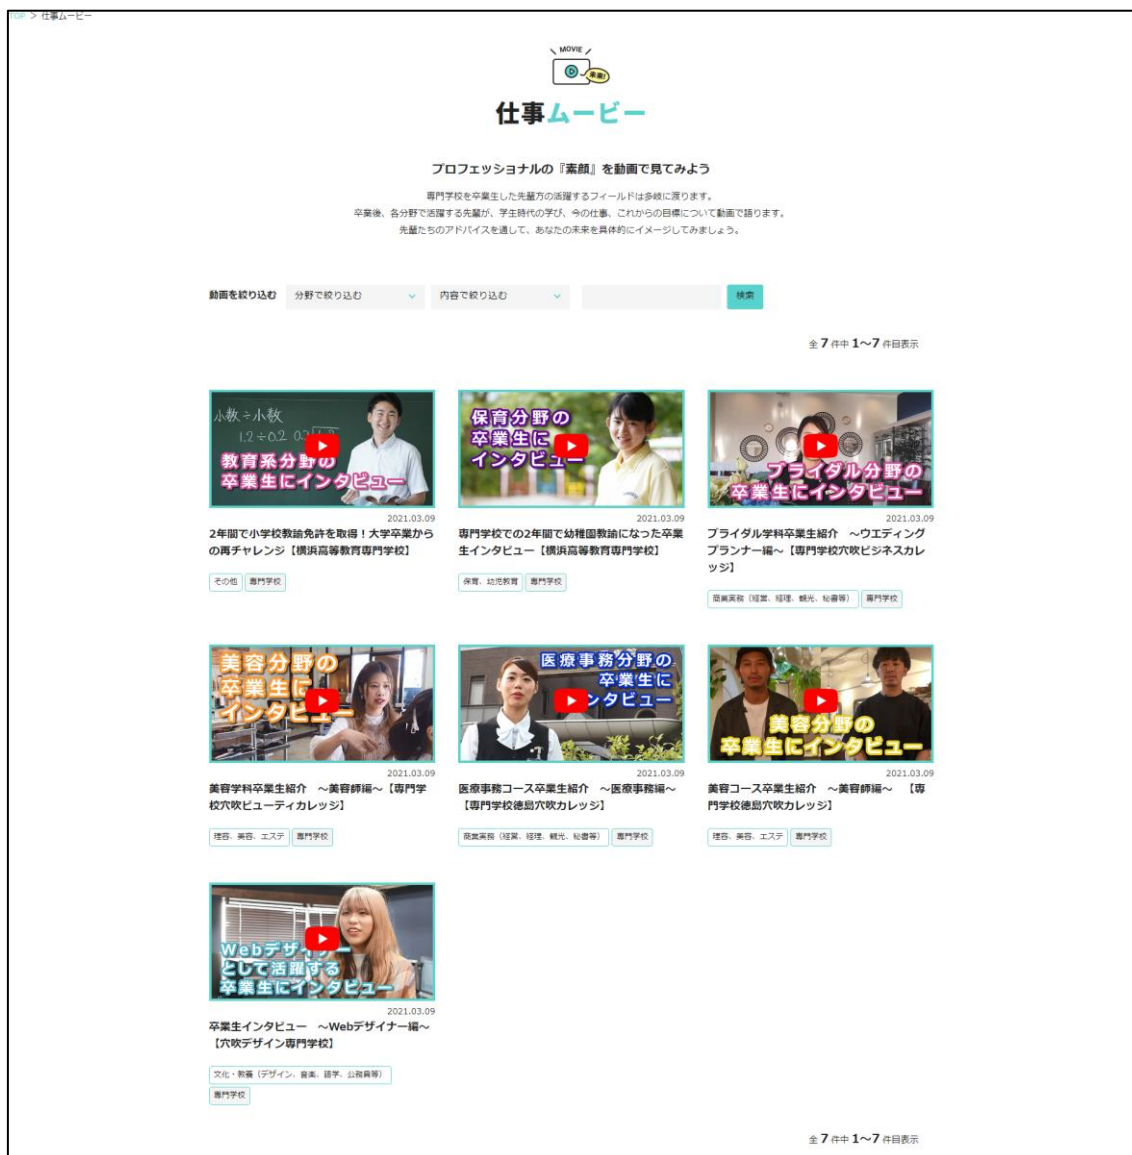 TOP > 仕事ムービー
MOVIE
未来!
仕事ムービー
プロフェッショナルの『素顔』を動画で見てみよう
専門学校を卒業した先輩方の活躍するフィールドは多岐に渡ります。
卒業後、各分野で活躍する先輩が、学生時代の学び、今の仕事、これからの目標について動画で語ります。
先輩たちのアドバイスを通して、あなたの未来を具体的にイメージしてみましょう。
動画を絞り込む 分野で絞り込む 内容で絞り込む 検索
全 7 件中 1〜7 件目表示
小数÷小数
1.2÷0.2
教育系分野の
卒業生にインタビュー
2021.03.09
2年間で小学校教諭免許を取得！大学卒業から
の再チャレンジ【横浜高等教育専門学校】
その他 専門学校
保育分野の
卒業生に
インタビュー
2021.03.09
専門学校での2年間で幼稚園教諭になった卒業
生インタビュー【横浜高等教育専門学校】
保育、幼児教育 専門学校
ブライダル分野の
卒業生にインタビュー
2021.03.09
ブライダル学科卒業生紹介　〜ウエディング
プランナー編〜【専門学校穴吹ビジネスカレ
ッジ】
商業実務（経営、経理、観光、秘書等） 専門学校
美容分野の
卒業生に
インタビュー
2021.03.09
美容学科卒業生紹介　〜美容師編〜【専門学
校穴吹ビューティカレッジ】
理容、美容、エステ 専門学校
医療事務分野の
卒業生に
インタビュー
2021.03.09
医療事務コース卒業生紹介　〜医療事務編〜
【専門学校徳島穴吹カレッジ】
商業実務（経営、経理、観光、秘書等） 専門学校
美容分野の
卒業生にインタビュー
2021.03.09
美容コース卒業生紹介　〜美容師編〜　【専
門学校徳島穴吹カレッジ】
理容、美容、エステ 専門学校
Webデザイナー
として活躍する
卒業生にインタビュー
2021.03.09
卒業生インタビュー　〜Webデザイナー編〜
【穴吹デザイン専門学校】
文化・教養（デザイン、音楽、語学、公務員等）
専門学校
全 7 件中 1〜7 件目表示